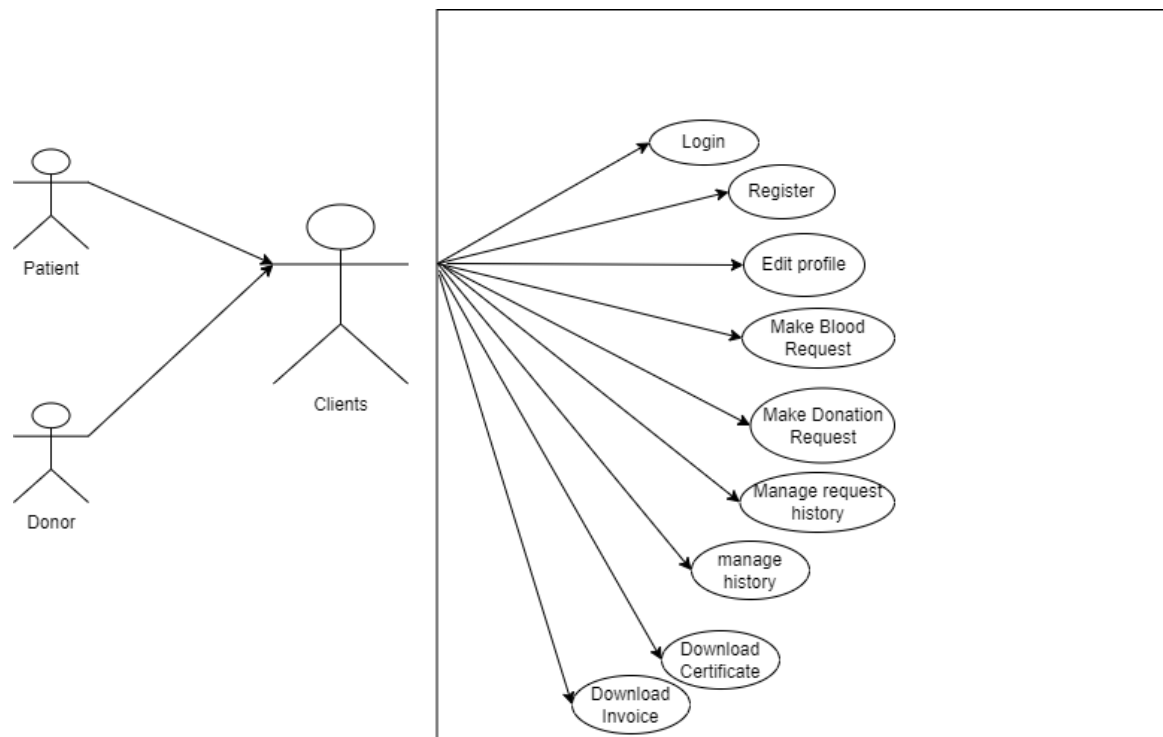 Login
Register
Patient
Edit profile
Make Blood
Request
Clients
Make Donation
Request
Manage request
history
Donor
manage
history
Download
Certificate
Download
Invoice